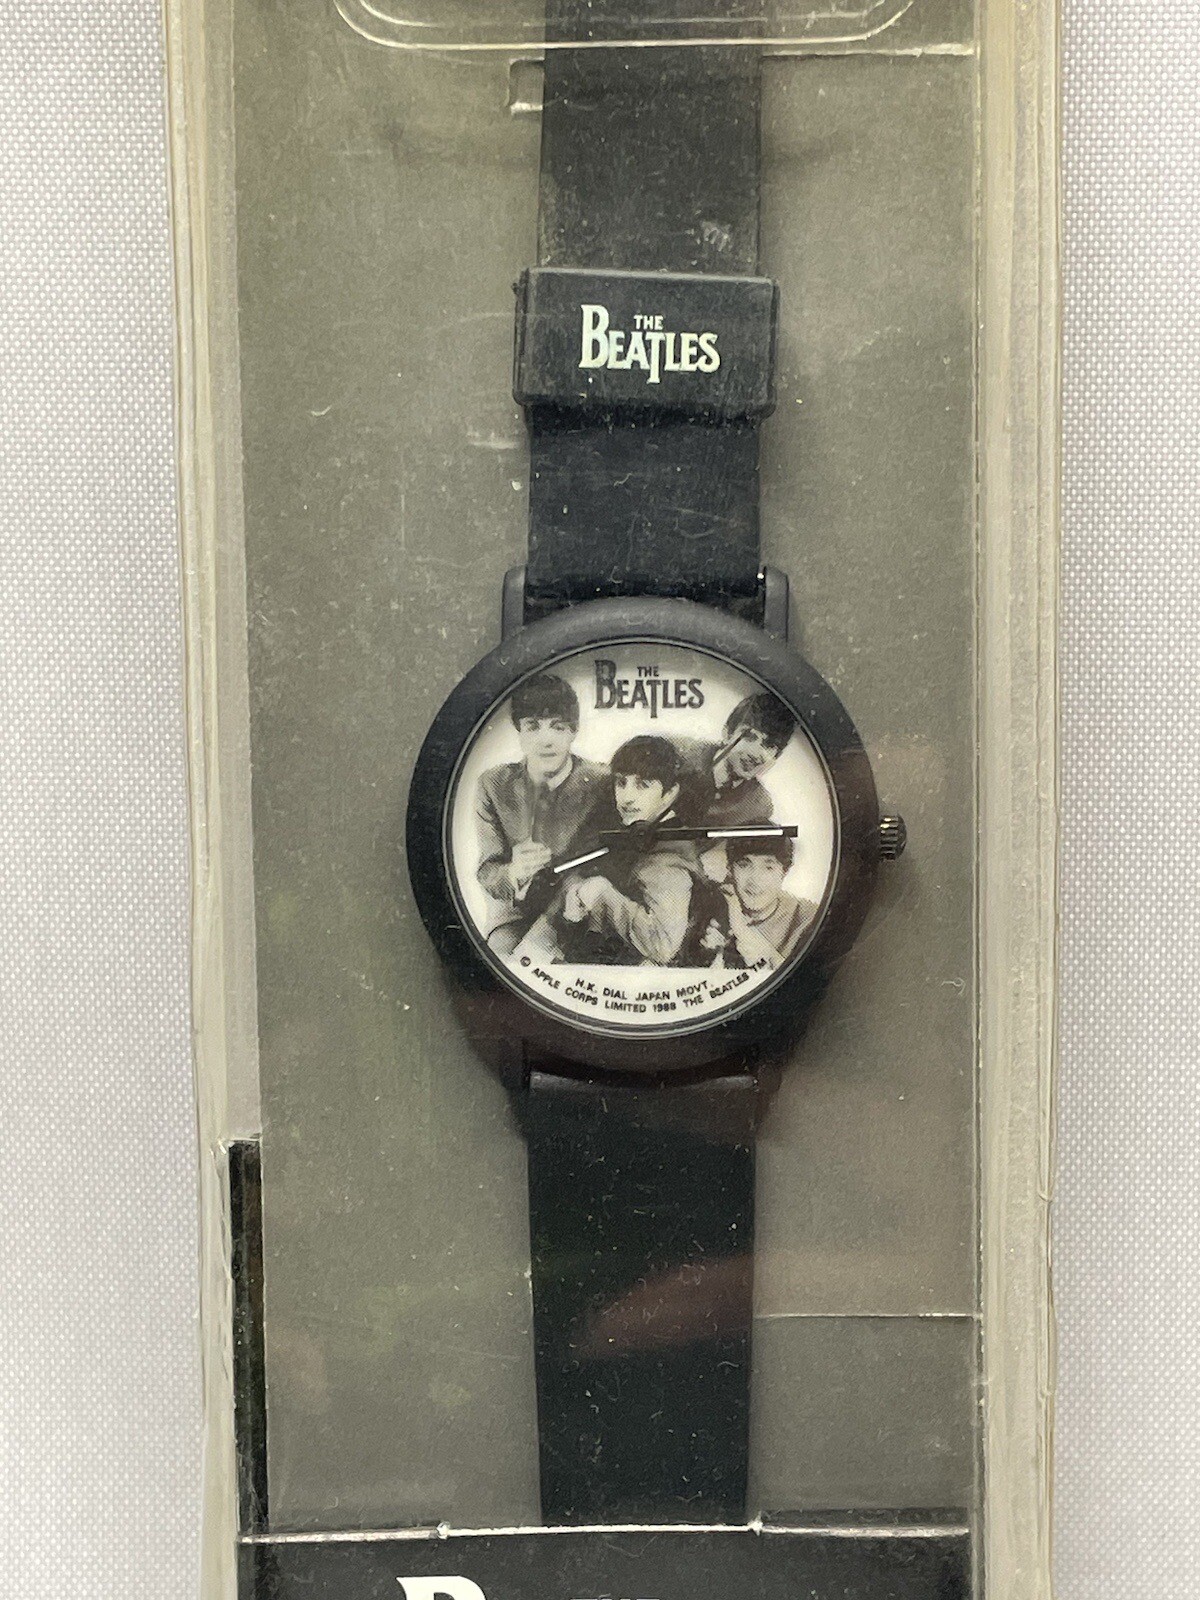 THE
BEATLES
THE
BEATLES
H.K. DIAL JAPAN MOVT.
© APPLE CORPS LIMITED 1988 THE BEATLES TM